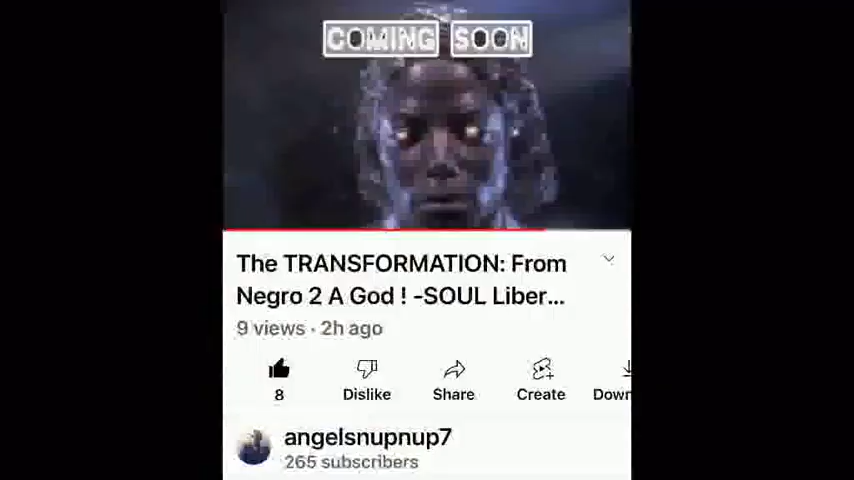 COMING SOON
The TRANSFORMATION: From
Negro 2 A God ! -SOUL Liber...
9 views · 2h ago
8 Dislike Share Create Down
angelsnupnup7
265 subscribers